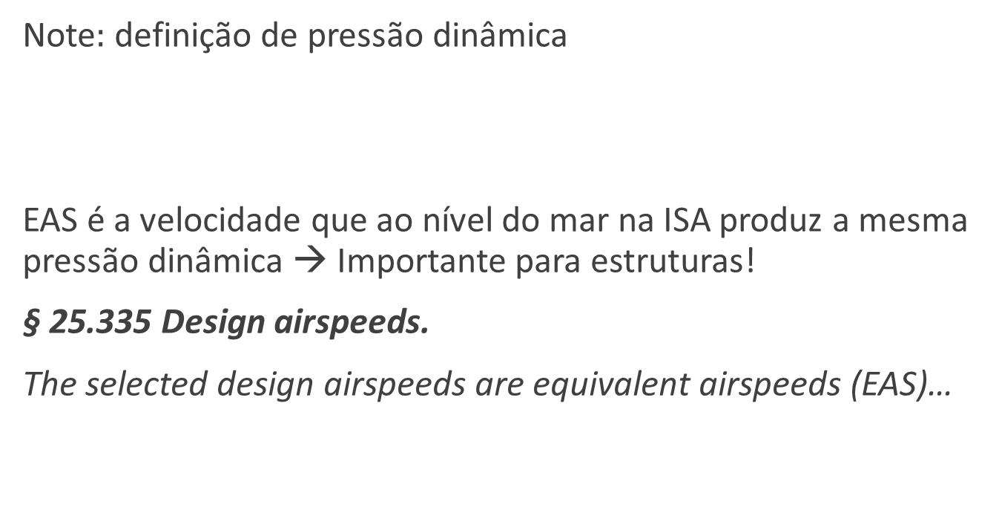 Note: definição de pressão dinâmica
EAS é a velocidade que ao nível do mar na ISA produz a mesma
pressão dinâmica → Importante para estruturas!
§ 25.335 Design airspeeds.
The selected design airspeeds are equivalent airspeeds (EAS)…